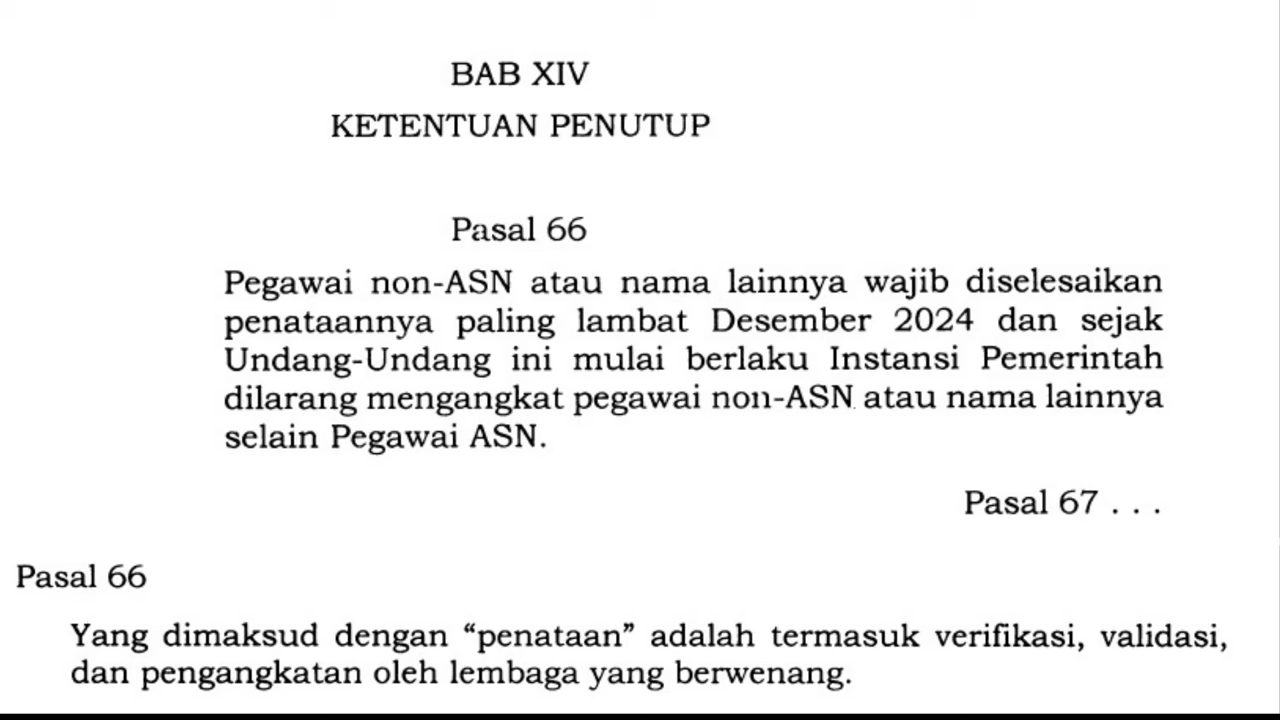 BAB XIV
KETENTUAN PENUTUP
Pasal 66
Pegawai non-ASN atau nama lainnya wajib diselesaikan
penataannya paling lambat Desember 2024 dan sejak
Undang-Undang ini mulai berlaku Instansi Pemerintah
dilarang mengangkat pegawai non-ASN atau nama lainnya
selain Pegawai ASN.
Pasal 67 . . .
Pasal 66
Yang dimaksud dengan “penataan” adalah termasuk verifikasi, validasi,
dan pengangkatan oleh lembaga yang berwenang.